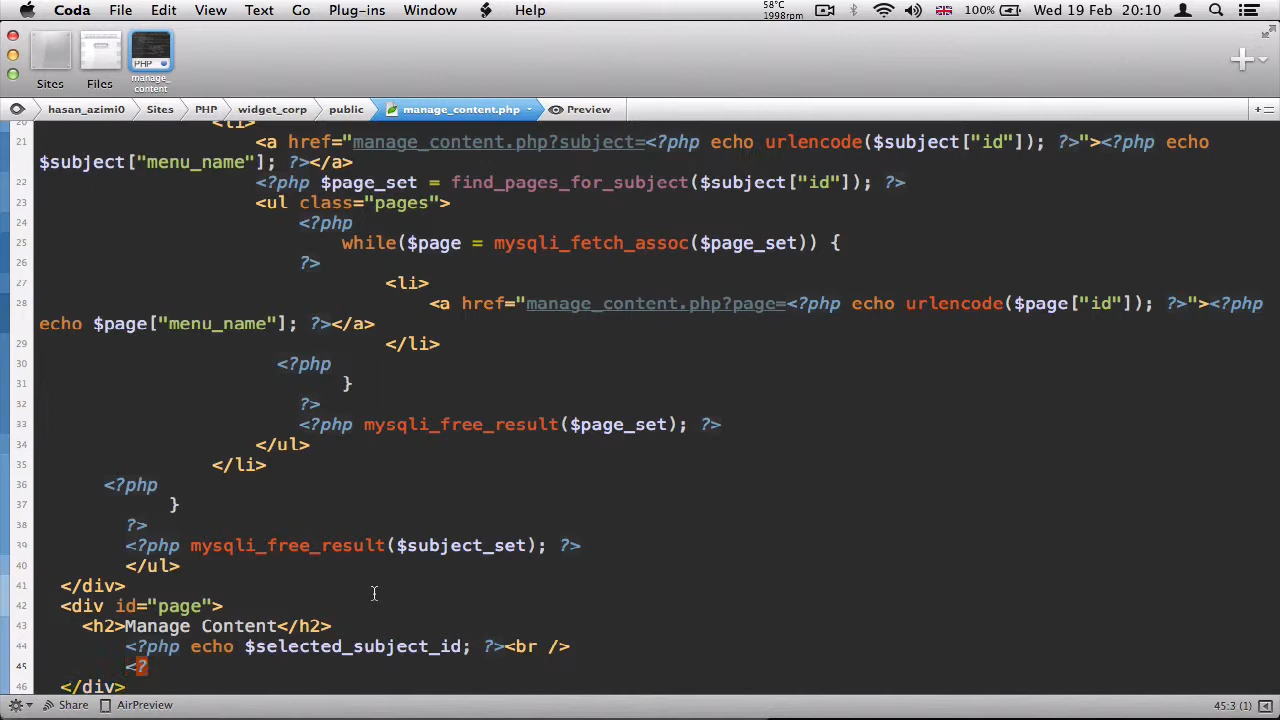 Coda File Edit View Text Go Plug-ins Window Help 58°C 1998rpm 100% Wed 19 Feb 20:10
PHP
Sites Files manage_content
hasan_azimi0 Sites PHP widget_corp public manage_content.php Preview
20 <li>
21 <a href="manage_content.php?subject=<?php echo urlencode($subject["id"]); ?>"><?php echo
$subject["menu_name"]; ?></a>
22 <?php $page_set = find_pages_for_subject($subject["id"]); ?>
23 <ul class="pages">
24 <?php
25 while($page = mysqli_fetch_assoc($page_set)) {
26 ?>
27 <li>
28 <a href="manage_content.php?page=<?php echo urlencode($page["id"]); ?>"><?php
echo $page["menu_name"]; ?></a>
29 </li>
30 <?php
31 }
32 ?>
33 <?php mysqli_free_result($page_set); ?>
34 </ul>
35 </li>
36 <?php
37 }
38 ?>
39 <?php mysqli_free_result($subject_set); ?>
40 </ul>
41 </div>
42 <div id="page">
43 <h2>Manage Content</h2>
44 <?php echo $selected_subject_id; ?><br />
45 <?
46 </div>
Share AirPreview 45:3 (1)